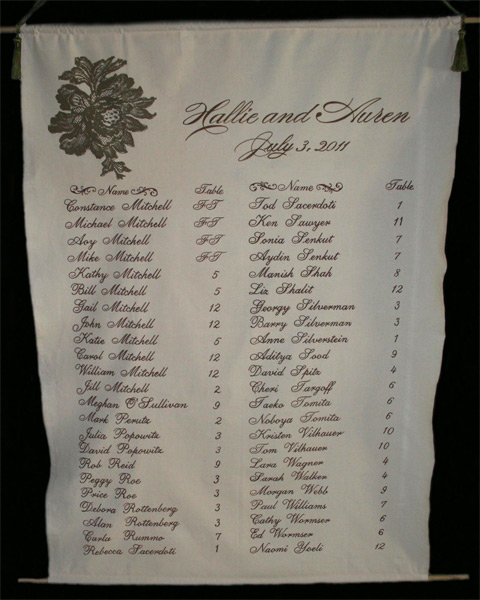 Hallie and Auren
July 3, 2011
Name Table
Constance Mitchell FT
Michael Mitchell FT
Aoy Mitchell FT
Mike Mitchell FT
Kathy Mitchell 5
Bill Mitchell 5
Gail Mitchell 12
John Mitchell 12
Katie Mitchell 5
Carol Mitchell 12
William Mitchell 12
Jill Mitchell 2
Meghan O'Sullivan 9
Mark Perutz 2
Julia Popowitz 3
David Popowitz 3
Rob Reid 9
Peggy Roe 3
Price Roe 3
Debora Rottenberg 3
Alan Rottenberg 3
Carla Rummo 7
Rebecca Sacerdoti 1
Name Table
Tod Sacerdoti 1
Ken Sawyer 11
Sonia Senkut 7
Aydin Senkut 7
Manish Shah 8
Liz Shalit 12
Georgy Silverman 3
Barry Silverman 3
Anne Silverstein 1
Aditya Sood 9
David Spitz 4
Cheri Targoff 6
Taeko Tomita 6
Noboya Tomita 6
Kristen Vilhauer 10
Tom Vilhauer 10
Lara Wagner 4
Sarah Walker 4
Morgan Webb 9
Paul Williams 7
Cathy Wormser 6
Ed Wormser 6
Naomi Yoeli 12